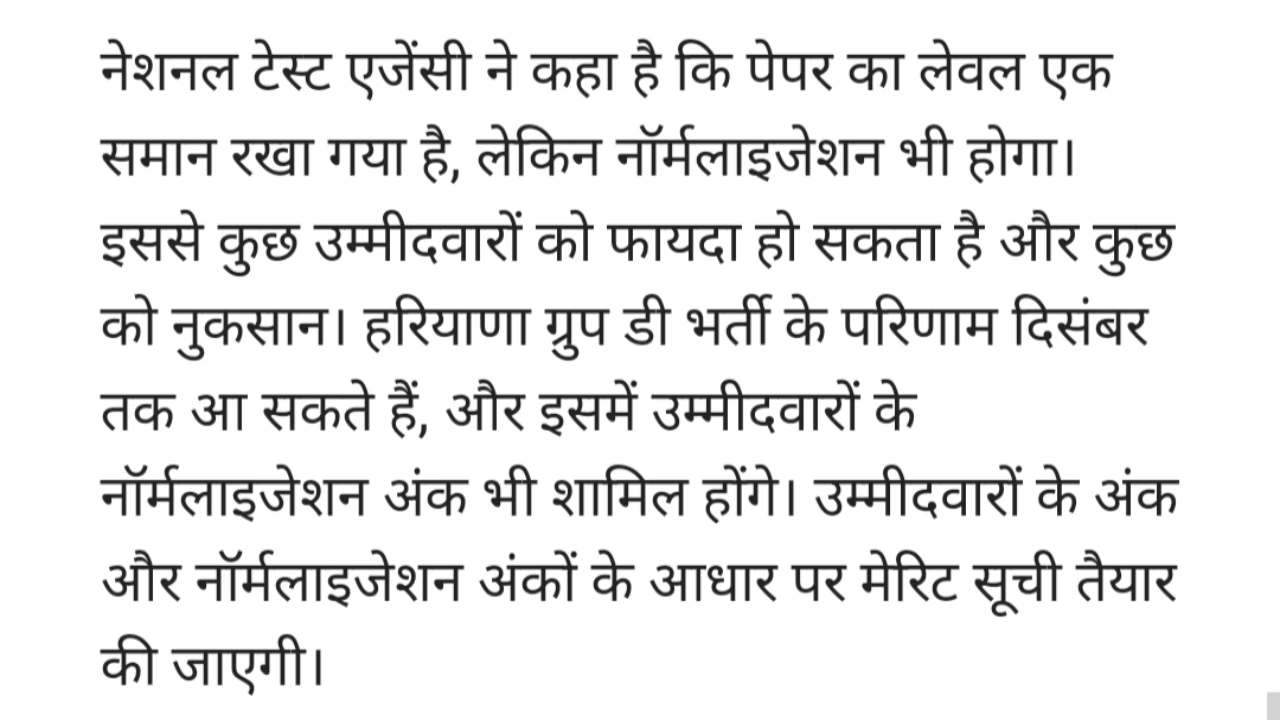 नेशनल टेस्ट एजेंसी ने कहा है कि पेपर का लेवल एक
समान रखा गया है, लेकिन नॉर्मलाइजेशन भी होगा।
इससे कुछ उम्मीदवारों को फायदा हो सकता है और कुछ
को नुकसान। हरियाणा ग्रुप डी भर्ती के परिणाम दिसंबर
तक आ सकते हैं, और इसमें उम्मीदवारों के
नॉर्मलाइजेशन अंक भी शामिल होंगे। उम्मीदवारों के अंक
और नॉर्मलाइजेशन अंकों के आधार पर मेरिट सूची तैयार
की जाएगी।